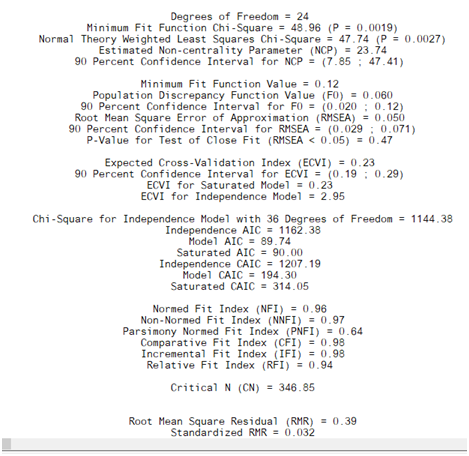 Degrees of Freedom = 24
Minimum Fit Function Chi-Square = 48.96 (P = 0.0019)
Normal Theory Weighted Least Squares Chi-Square = 47.74 (P = 0.0027)
Estimated Non-centrality Parameter (NCP) = 23.74
90 Percent Confidence Interval for NCP = (7.85 ; 47.41)
Minimum Fit Function Value = 0.12
Population Discrepancy Function Value (F0) = 0.060
90 Percent Confidence Interval for F0 = (0.020 ; 0.12)
Root Mean Square Error of Approximation (RMSEA) = 0.050
90 Percent Confidence Interval for RMSEA = (0.029 ; 0.071)
P-Value for Test of Close Fit (RMSEA < 0.05) = 0.47
Expected Cross-Validation Index (ECVI) = 0.23
90 Percent Confidence Interval for ECVI = (0.19 ; 0.29)
ECVI for Saturated Model = 0.23
ECVI for Independence Model = 2.95
Chi-Square for Independence Model with 36 Degrees of Freedom = 1144.38
Independence AIC = 1162.38
Model AIC = 89.74
Saturated AIC = 90.00
Independence CAIC = 1207.19
Model CAIC = 194.30
Saturated CAIC = 314.05
Normed Fit Index (NFI) = 0.96
Non-Normed Fit Index (NNFI) = 0.97
Parsimony Normed Fit Index (PNFI) = 0.64
Comparative Fit Index (CFI) = 0.98
Incremental Fit Index (IFI) = 0.98
Relative Fit Index (RFI) = 0.94
Critical N (CN) = 346.85
Root Mean Square Residual (RMR) = 0.39
Standardized RMR = 0.032